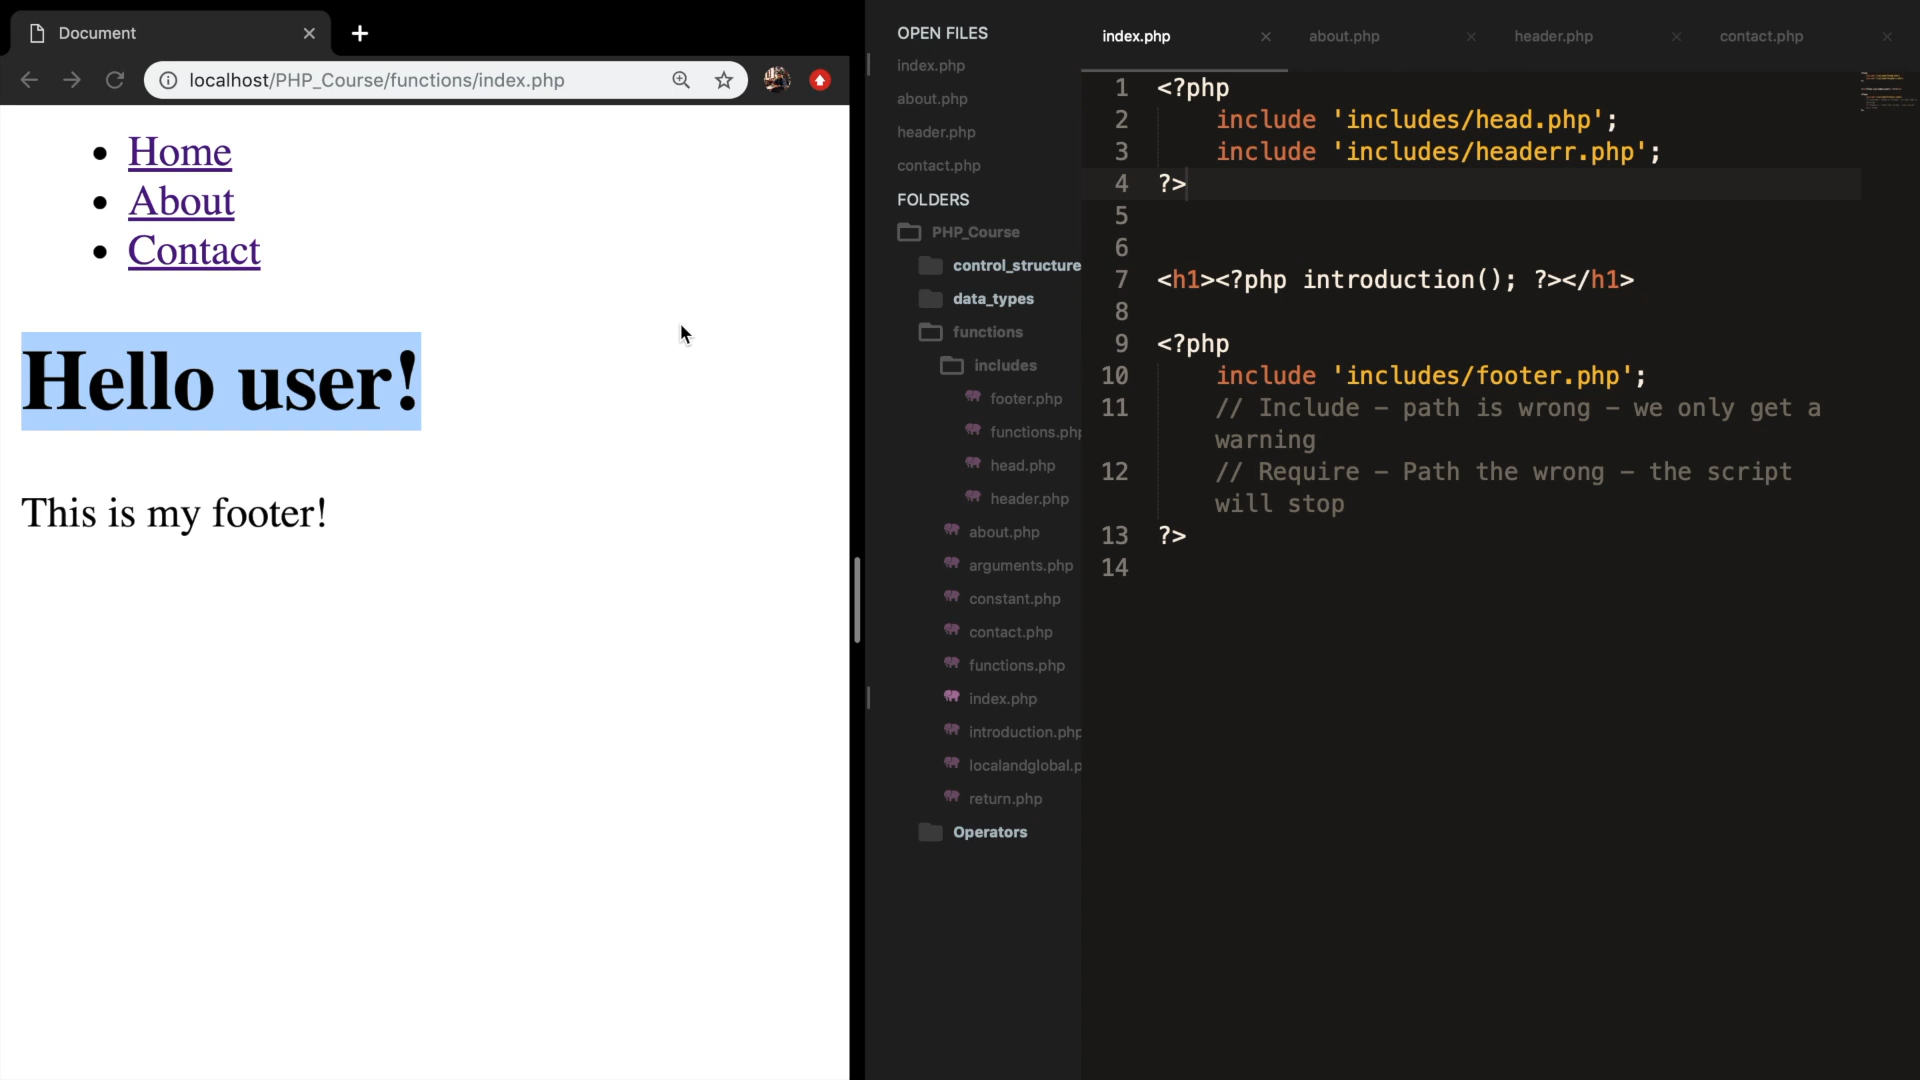 Document
localhost/PHP_Course/functions/index.php
Home
About
Contact
Hello user!
This is my footer!
OPEN FILES
index.php
about.php
header.php
contact.php
FOLDERS
PHP_Course
control_structure
data_types
functions
includes
footer.php
functions.php
head.php
header.php
about.php
arguments.php
constant.php
contact.php
functions.php
index.php
introduction.php
localandglobal.p
return.php
Operators
index.php
about.php
header.php
contact.php
1 <?php
2 include 'includes/head.php';
3 include 'includes/headerr.php';
4 ?>
5
6
7 <h1><?php introduction(); ?></h1>
8
9 <?php
10 include 'includes/footer.php';
11 // Include – path is wrong – we only get a
warning
12 // Require – Path the wrong – the script
will stop
13 ?>
14